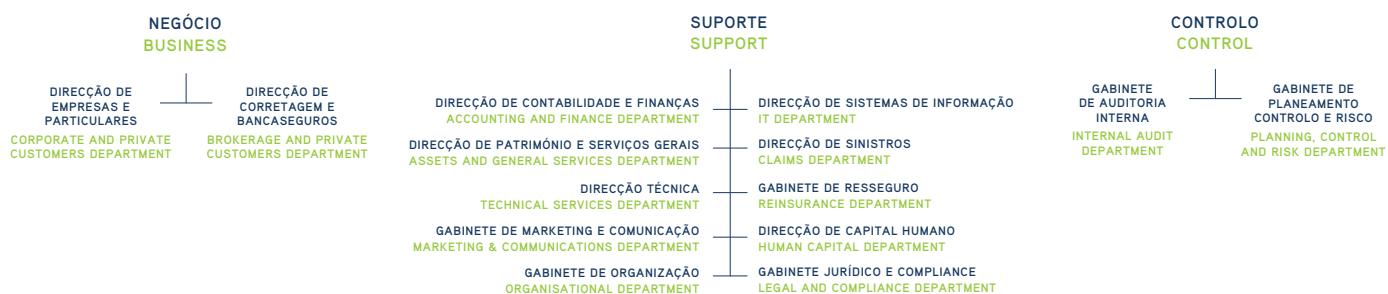 NEGÓCIO
BUSINESS
DIRECÇÃO DE
EMPRESAS E
PARTICULARES
CORPORATE AND PRIVATE
CUSTOMERS DEPARTMENT
DIRECÇÃO DE
CORRETAGEM E
BANCASEGUROS
BROKERAGE AND PRIVATE
CUSTOMERS DEPARTMENT
SUPORTE
SUPPORT
DIRECÇÃO DE CONTABILIDADE E FINANÇAS
ACCOUNTING AND FINANCE DEPARTMENT
DIRECÇÃO DE SISTEMAS DE INFORMAÇÃO
IT DEPARTMENT
DIRECÇÃO DE PATRIMÓNIO E SERVIÇOS GERAIS
ASSETS AND GENERAL SERVICES DEPARTMENT
DIRECÇÃO DE SINISTROS
CLAIMS DEPARTMENT
DIRECÇÃO TÉCNICA
TECHNICAL SERVICES DEPARTMENT
GABINETE DE RESSEGURO
REINSURANCE DEPARTMENT
GABINETE DE MARKETING E COMUNICAÇÃO
MARKETING & COMMUNICATIONS DEPARTMENT
DIRECÇÃO DE CAPITAL HUMANO
HUMAN CAPITAL DEPARTMENT
GABINETE DE ORGANIZAÇÃO
ORGANISATIONAL DEPARTMENT
GABINETE JURÍDICO E COMPLIANCE
LEGAL AND COMPLIANCE DEPARTMENT
CONTROLO
CONTROL
GABINETE
DE AUDITORIA
INTERNA
INTERNAL AUDIT
DEPARTMENT
GABINETE DE
PLANEAMENTO
CONTROLO E RISCO
PLANNING, CONTROL
AND RISK DEPARTMENT